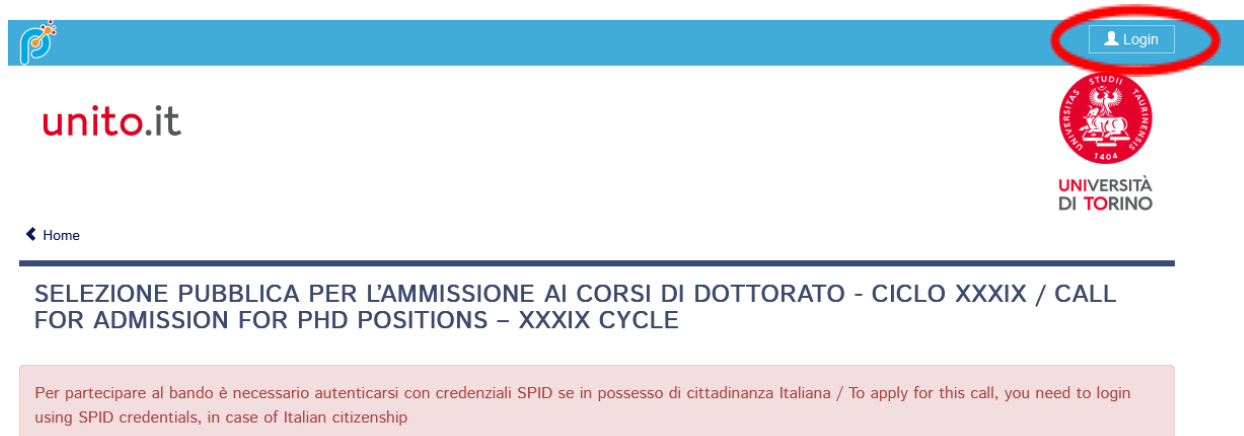 Login
unito.it
UNIVERSITAS STUDII TAURINENSIS
1404
UNIVERSITÀ
DI TORINO
Home
SELEZIONE PUBBLICA PER L'AMMISSIONE AI CORSI DI DOTTORATO - CICLO XXXIX / CALL
FOR ADMISSION FOR PHD POSITIONS – XXXIX CYCLE
Per partecipare al bando è necessario autenticarsi con credenziali SPID se in possesso di cittadinanza Italiana / To apply for this call, you need to login
using SPID credentials, in case of Italian citizenship